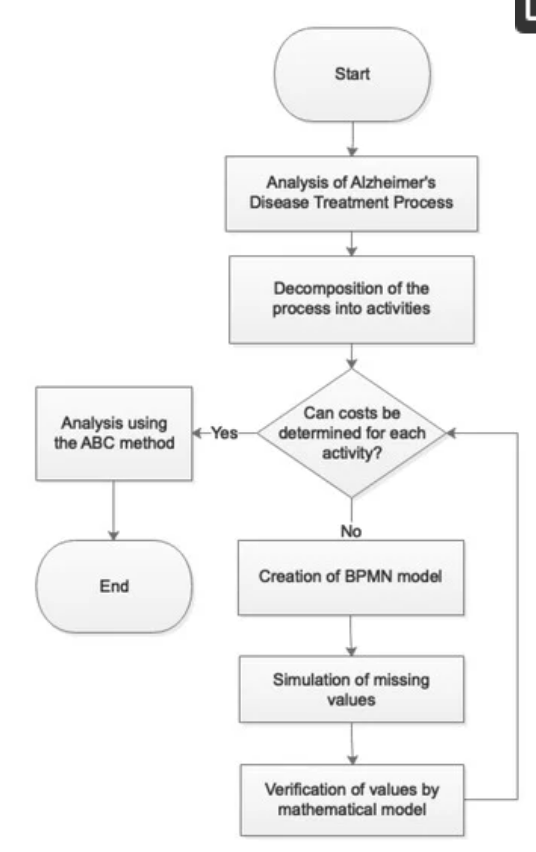 Start
Analysis of Alzheimer's
Disease Treatment Process
Decomposition of the
process into activities
Can costs be
determined for each
activity?
Yes
Analysis using
the ABC method
End
No
Creation of BPMN model
Simulation of missing
values
Verification of values by
mathematical model